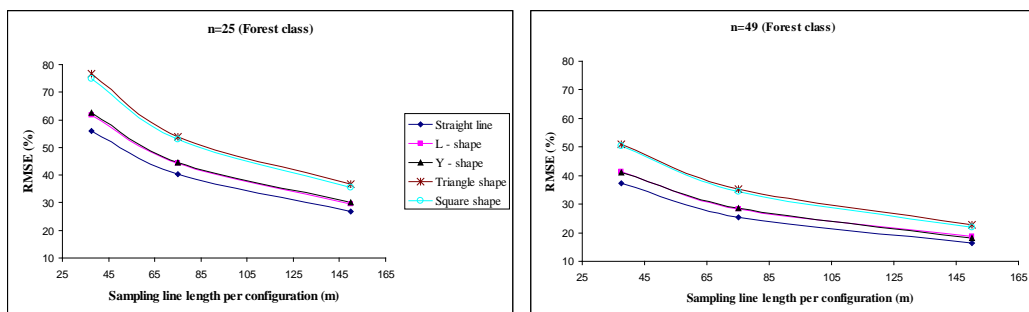 n=25 (Forest class)
80
70
60
50
40
30
20
10
RMSE (%)
25 45 65 85 105 125 145 165
Sampling line length per configuration (m)
Straight line
L - shape
Y - shape
Triangle shape
Square shape
n=49 (Forest class)
80
70
60
50
40
30
20
10
RMSE (%)
25 45 65 85 105 125 145 165
Sampling line length per configuration (m)